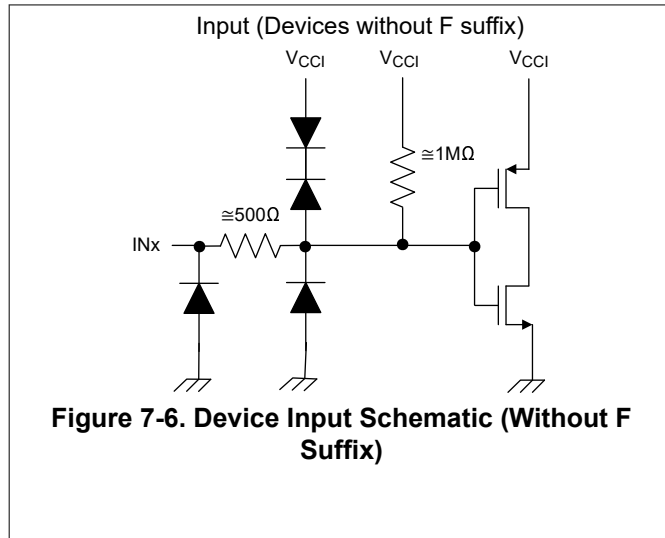 Input (Devices without F suffix)
VCCI VCCI VCCI
≅1MΩ
≅500Ω
INx
Figure 7-6. Device Input Schematic (Without F
Suffix)